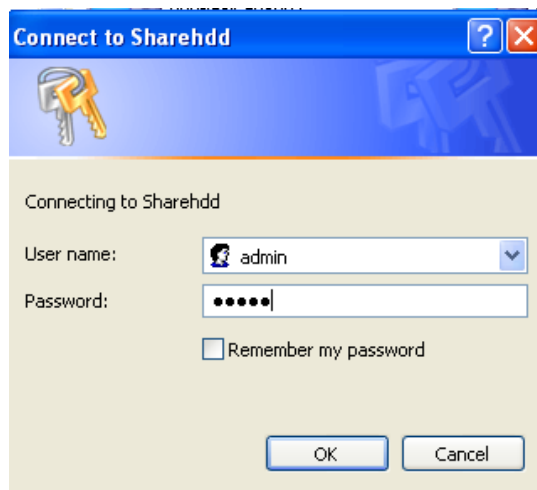 Connect to Sharehdd
Connecting to Sharehdd
User name: admin
Password: •••••
Remember my password
OK Cancel